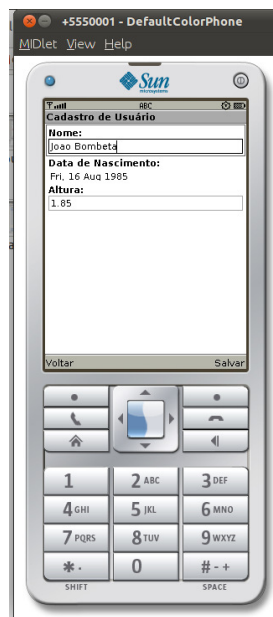 +5550001 - DefaultColorPhone
MIDlet View Help
Sun
microsystems
ABC
Cadastro de Usuário
Nome:
Joao Bombeta
Data de Nascimento:
Fri, 16 Aug 1985
Altura:
1.85
Voltar Salvar
1 2 ABC 3 DEF
4 GHI 5 JKL 6 MNO
7 PQRS 8 TUV 9 WXYZ
* . 0 # - +
SHIFT SPACE